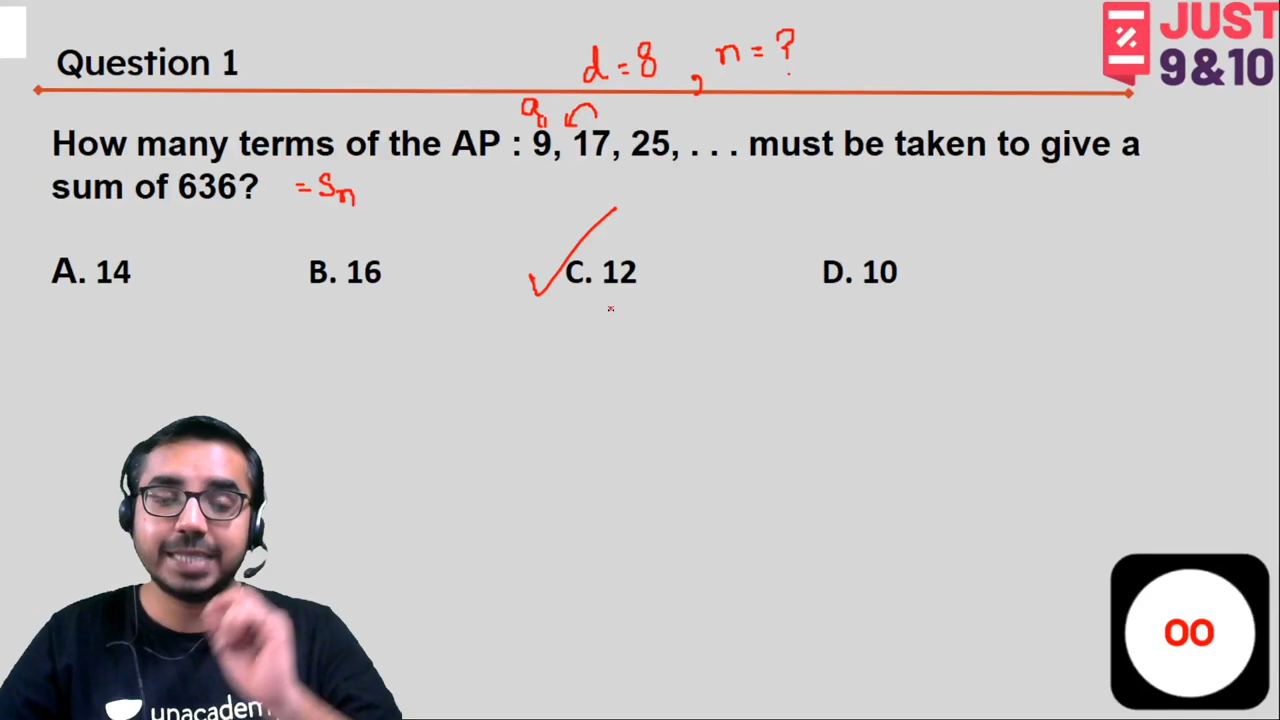 JUST
9&10
Question 1
d = 8 , n = ?
a
How many terms of the AP : 9, 17, 25, . . . must be taken to give a
sum of 636? = Sn
A. 14 B. 16 C. 12 D. 10
00
unacadem